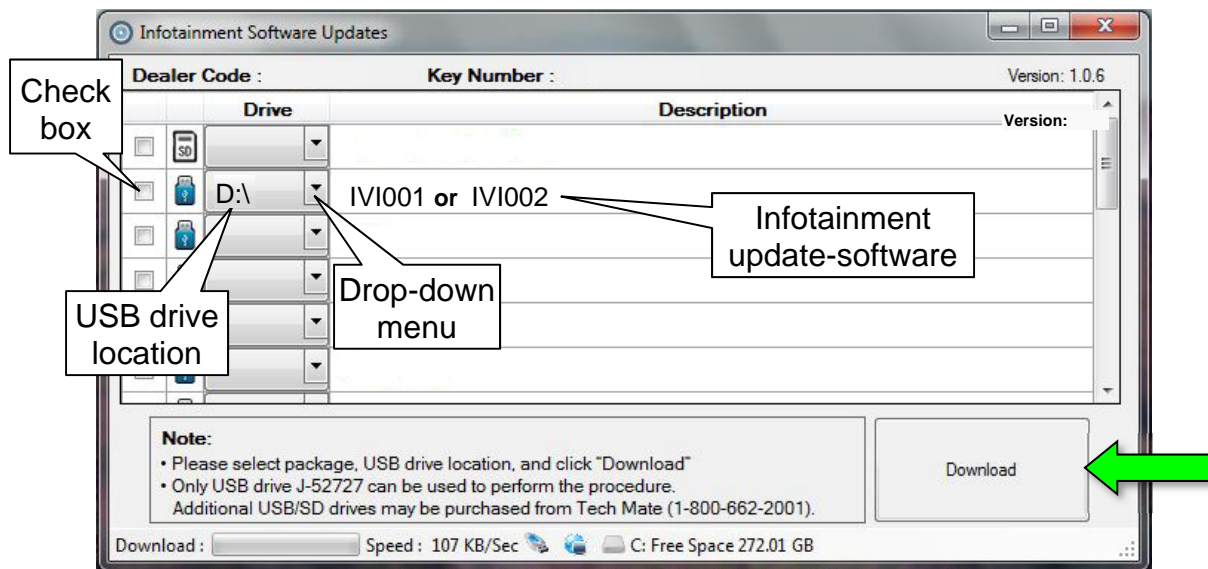 Infotainment Software Updates
X
Dealer Code : Key Number : Version: 1.0.6
Check
box
Drive Description
Version:
SD
D:\ IVI001 or IVI002
Infotainment
update-software
Drop-down
menu
USB drive
location
Note:
• Please select package, USB drive location, and click "Download"
• Only USB drive J-52727 can be used to perform the procedure.
Additional USB/SD drives may be purchased from Tech Mate (1-800-662-2001).
Download
Download : Speed : 107 KB/Sec C: Free Space 272.01 GB